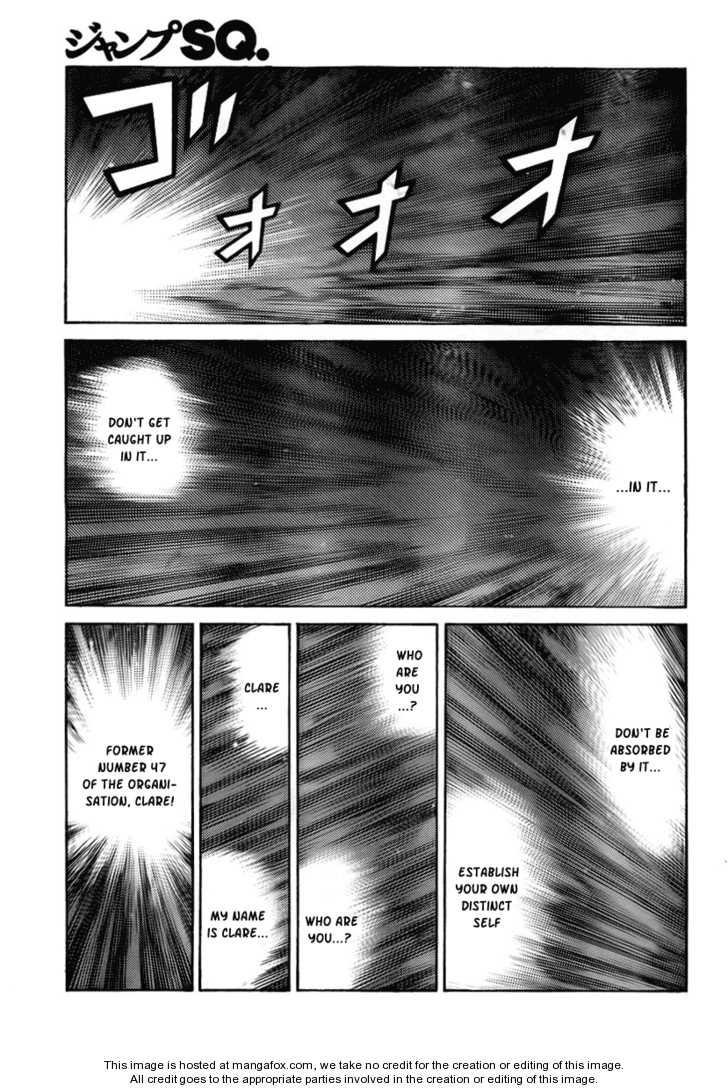 ジャンプSQ.
ゴォオオ
...IN IT...
DON'T GET
CAUGHT UP
IN IT...
DON'T BE
ABSORBED
BY IT...
ESTABLISH
YOUR OWN
DISTINCT
SELF
WHO
ARE
YOU
...?
WHO ARE
YOU...?
CLARE
...
MY NAME
IS CLARE...
FORMER
NUMBER 47
OF THE ORGANI-
SATION, CLARE!
This image is hosted at mangafox.com, we take no credit for the creation or editing of this image.
All credit goes to the appropriate parties involved in the creation or editing of this image.